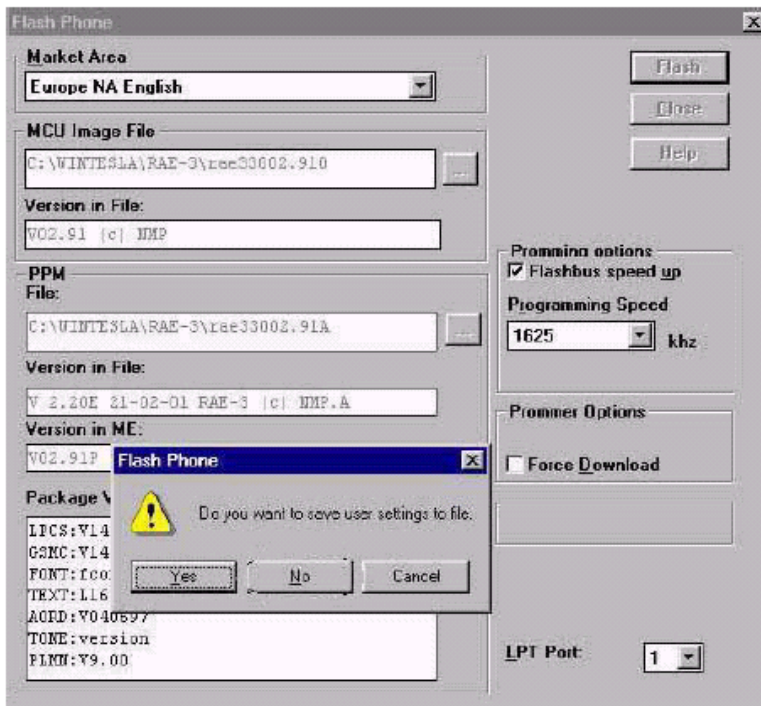 Flash Phone
Market Area
Europe NA English
Flash
Close
Help
MCU Image File
C:\WINTESLA\RAE-3\rae33002.910
...
Version in File:
V02.91 (c) NMP
Promming options
Flashbus speed up
Programming Speed
1625
khz
PPM
File:
C:\WINTESLA\RAE-3\rae33002.91A
...
Version in File:
V 2.20E 21-02-01 RAE-3 (c) NMP.A
Version in ME:
V02.91P
Prommer Options
Force Download
Flash Phone
Do you want to save user settings to file.
Yes
No
Cancel
Package V
LPCS:V14
GSMC:V14
FONT:fco
TEXT:L16
AORD:V040697
TONE:version
PLMN:V9.00
LPT Port:
1